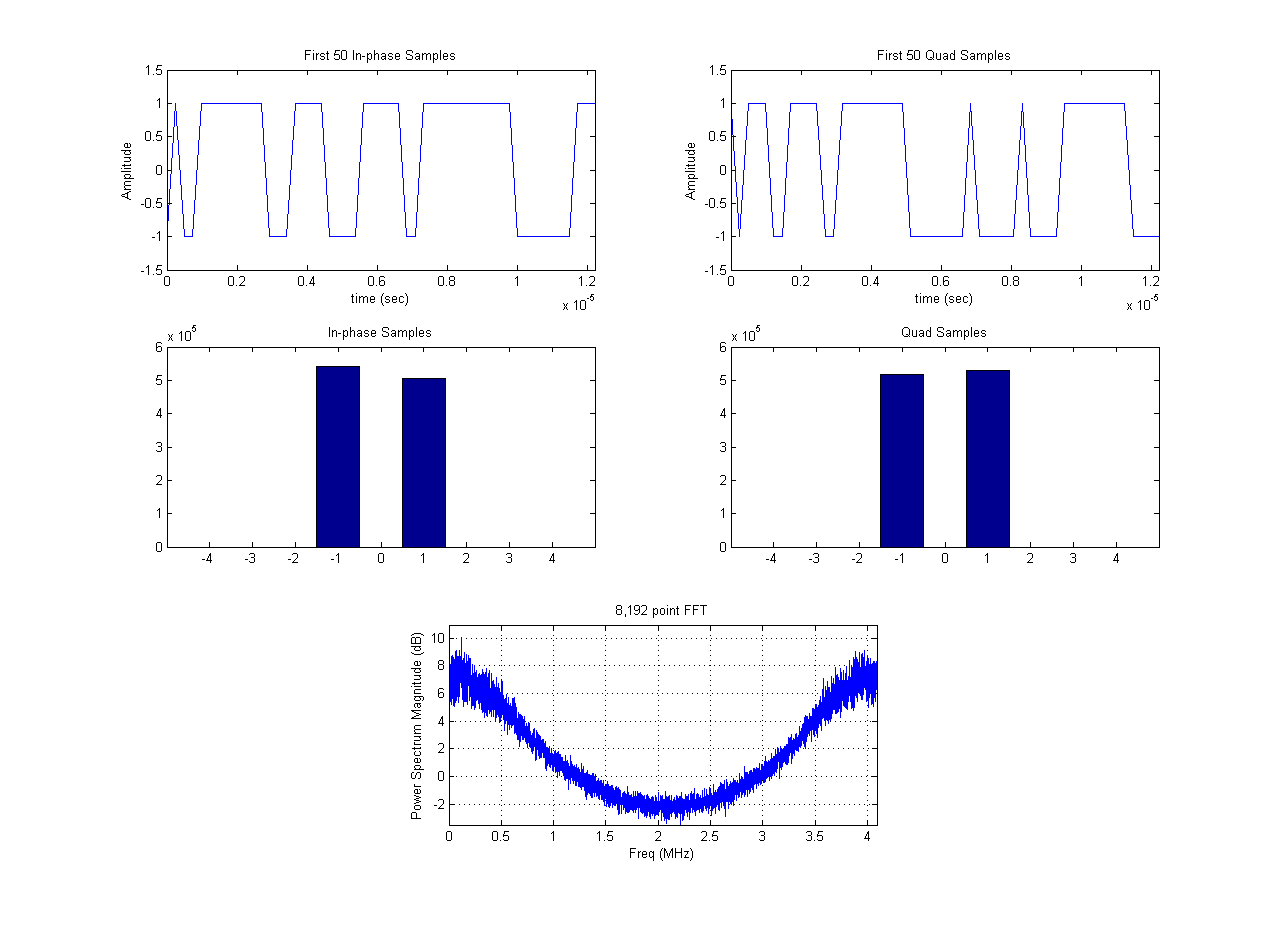 First 50 In-phase Samples
1.5
1
0.5
0
-0.5
-1
-1.5
Amplitude
0 0.2 0.4 0.6 0.8 1 1.2
time (sec)
x 10^-5
First 50 Quad Samples
1.5
1
0.5
0
-0.5
-1
-1.5
Amplitude
0 0.2 0.4 0.6 0.8 1 1.2
time (sec)
x 10^-5
In-phase Samples
x 10^5
6
5
4
3
2
1
0
-4 -3 -2 -1 0 1 2 3 4
Quad Samples
x 10^5
6
5
4
3
2
1
0
-4 -3 -2 -1 0 1 2 3 4
8,192 point FFT
10
8
6
4
2
0
-2
Power Spectrum Magnitude (dB)
0 0.5 1 1.5 2 2.5 3 3.5 4
Freq (MHz)